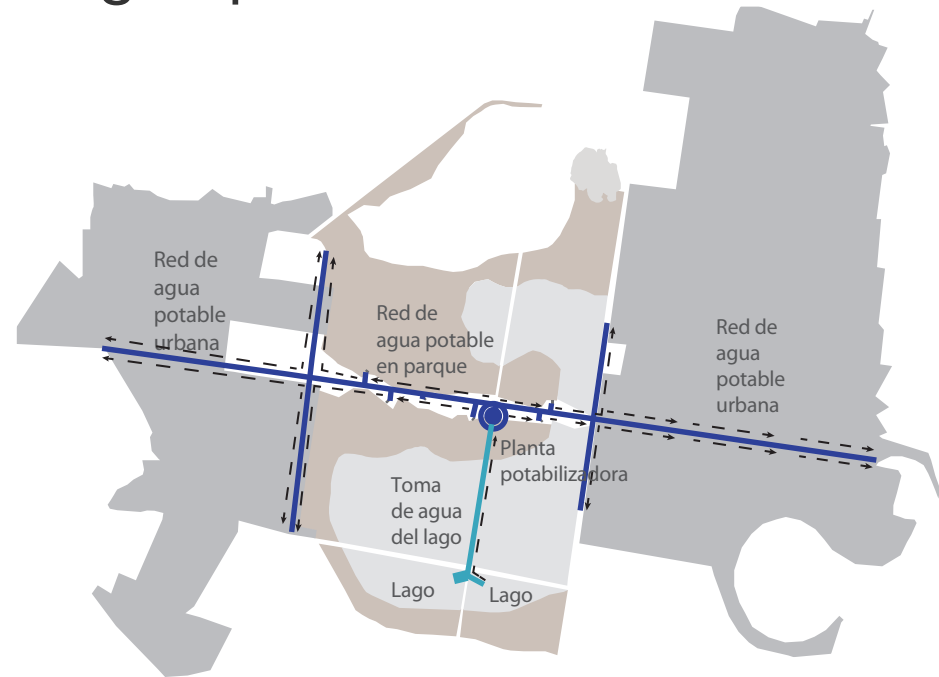 Red de
agua
potable
urbana
Red de
agua potable
en parque
Red de
agua
potable
urbana
Planta
potabilizadora
Toma
de agua
del lago
Lago
Lago